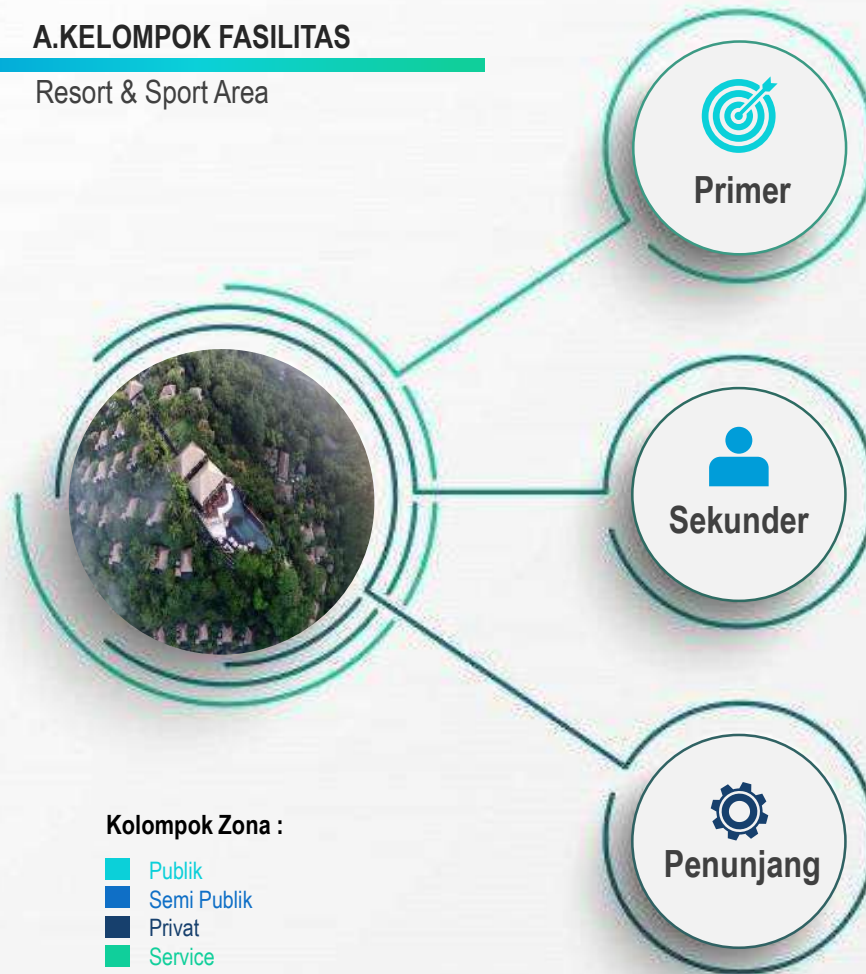 A.KELOMPOK FASILITAS
Resort & Sport Area
Primer
Sekunder
Penunjang
Kolompok Zona :
Publik
Semi Publik
Privat
Service